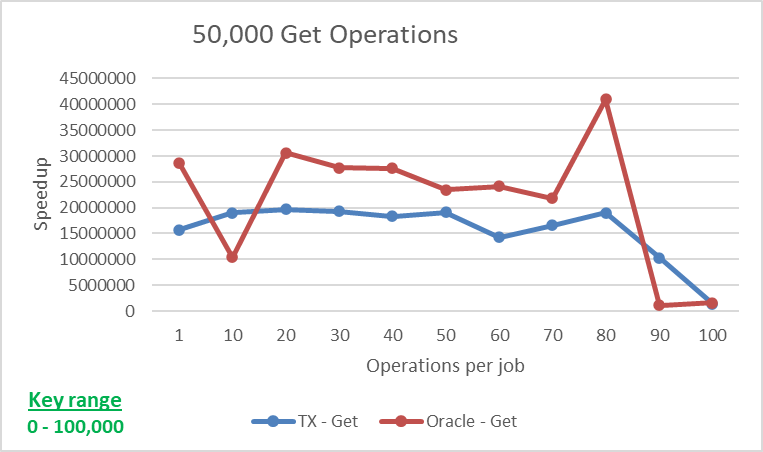 50,000 Get Operations
45000000
40000000
35000000
30000000
25000000
20000000
15000000
10000000
5000000
0
Speedup
1 10 20 30 40 50 60 70 80 90 100
Operations per job
Key range
0 - 100,000
TX - Get Oracle - Get